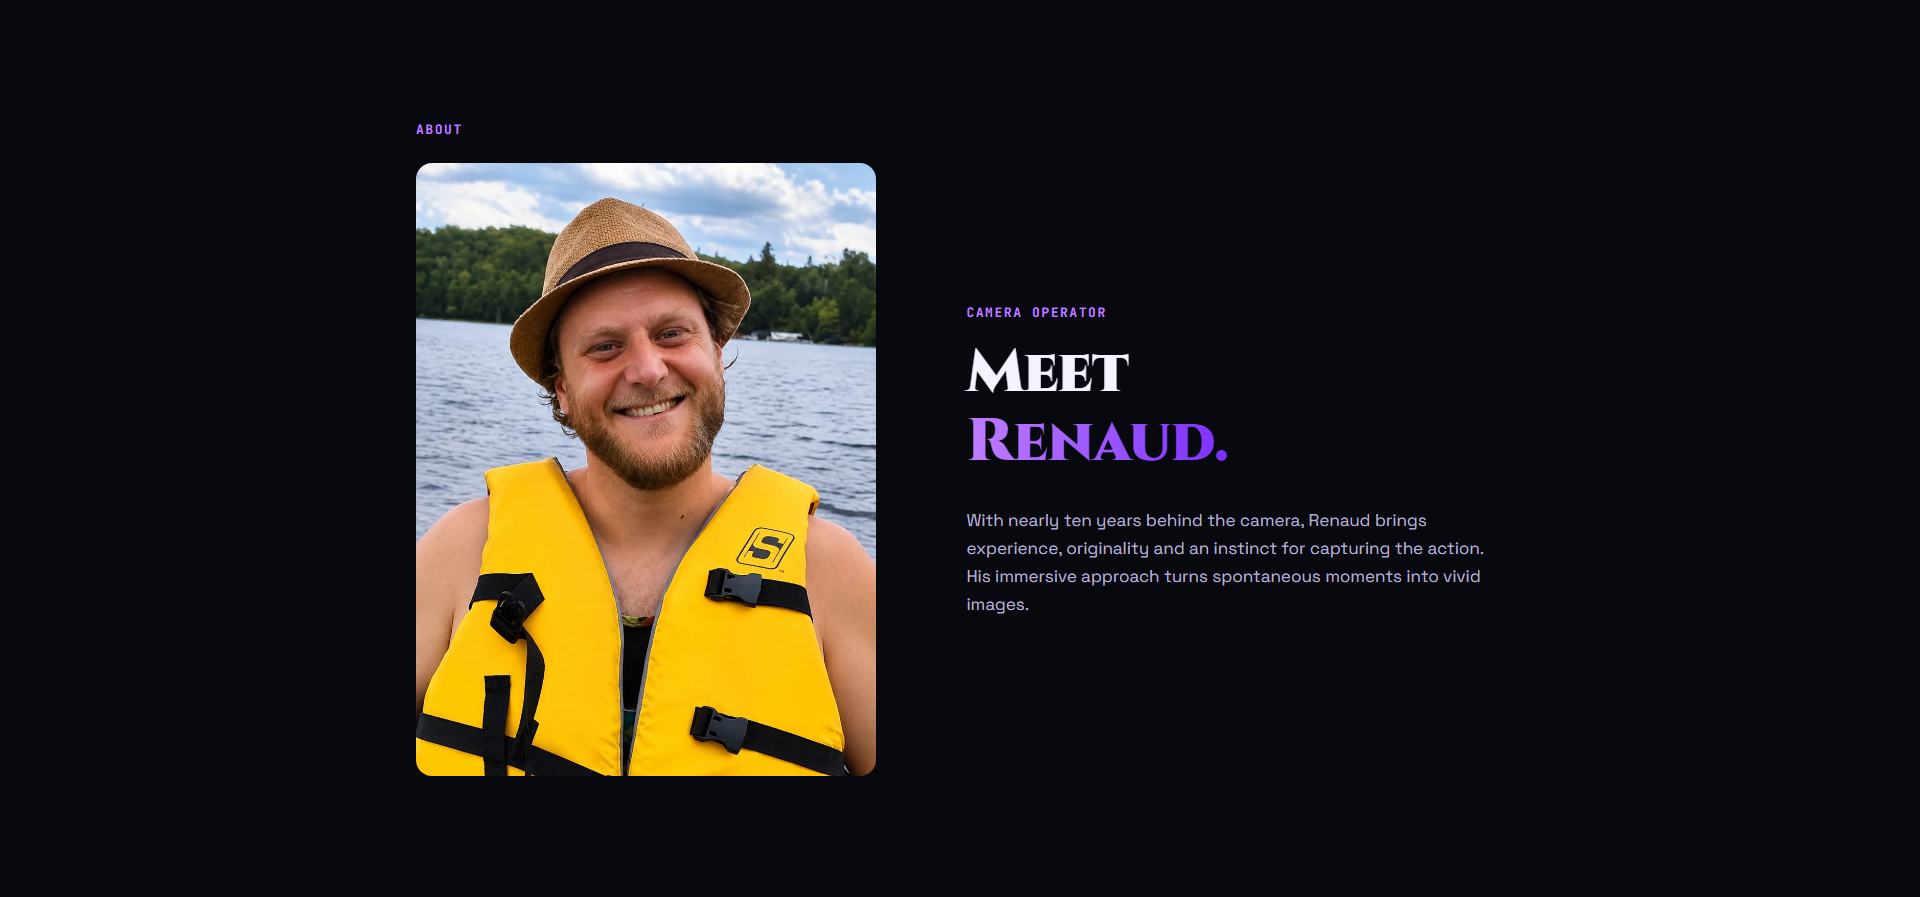 ABOUT
CAMERA OPERATOR
MEET
RENAUD.
With nearly ten years behind the camera, Renaud brings
experience, originality and an instinct for capturing the action.
His immersive approach turns spontaneous moments into vivid
images.
S